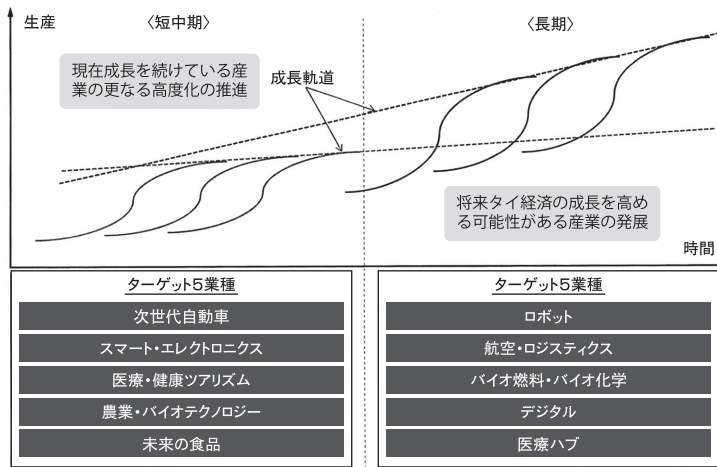 生産
〈短中期〉
〈長期〉
現在成長を続けている産
業の更なる高度化の推進
成長軌道
将来タイ経済の成長を高め
る可能性がある産業の発展
時間
ターゲット5業種
次世代自動車
スマート・エレクトロニクス
医療・健康ツアリズム
農業・バイオテクノロジー
未来の食品
ターゲット5業種
ロボット
航空・ロジスティクス
バイオ燃料・バイオ化学
デジタル
医療ハブ